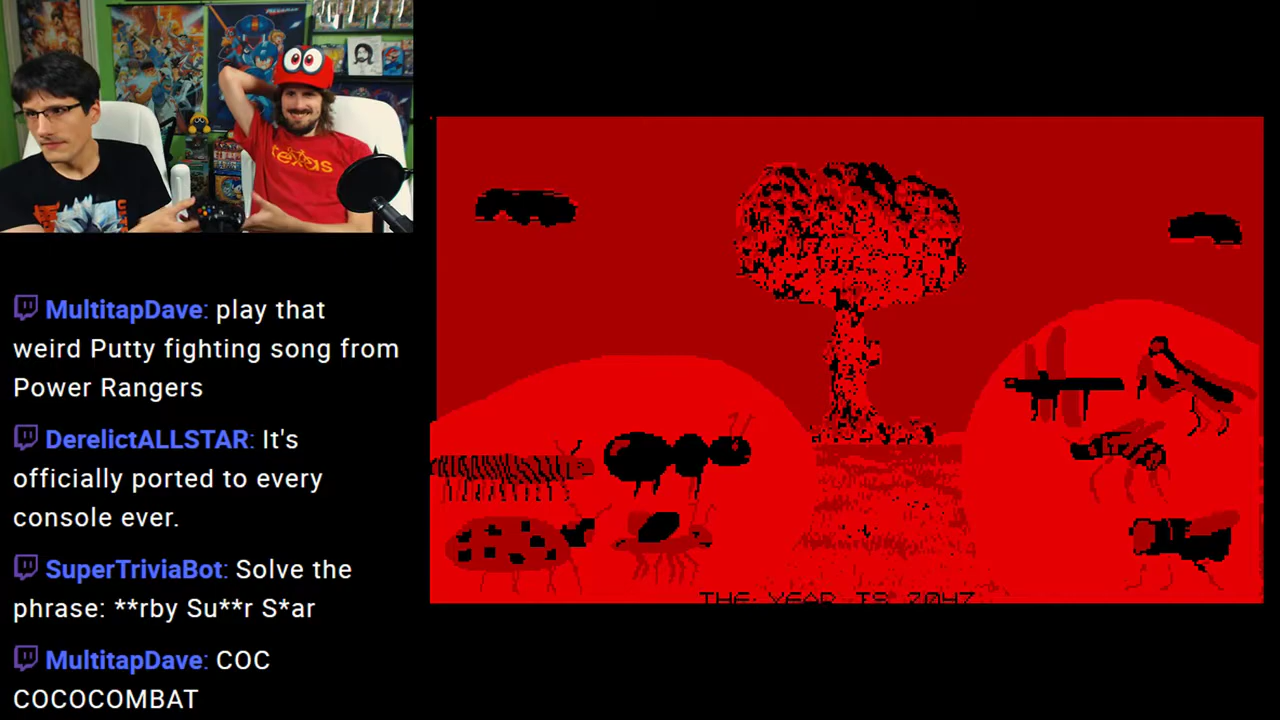 texas
MultitapDave: play that
weird Putty fighting song from
Power Rangers
DerelictALLSTAR: It's
officially ported to every
console ever.
SuperTriviaBot: Solve the
phrase: **rby Su**r S*ar
MultitapDave: COC
COCOCOMBAT
THE YEAR IS 2047